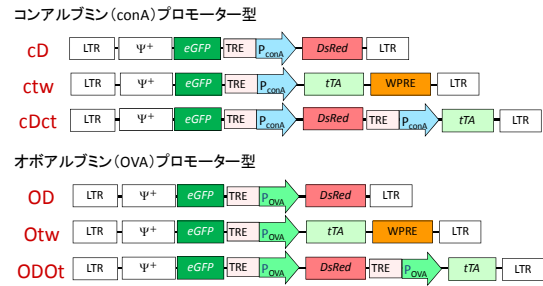 コンアルブミン(conA)プロモーター型
cD LTR Ψ⁺ eGFP TRE PconA DsRed LTR
ctw LTR Ψ⁺ eGFP TRE PconA tTA WPRE LTR
cDct LTR Ψ⁺ eGFP TRE PconA DsRed TRE PconA tTA LTR
オボアルブミン(OVA)プロモーター型
OD LTR Ψ⁺ eGFP TRE POVA DsRed LTR
Otw LTR Ψ⁺ eGFP TRE POVA tTA WPRE LTR
ODOt LTR Ψ⁺ eGFP TRE POVA DsRed TRE POVA tTA LTR